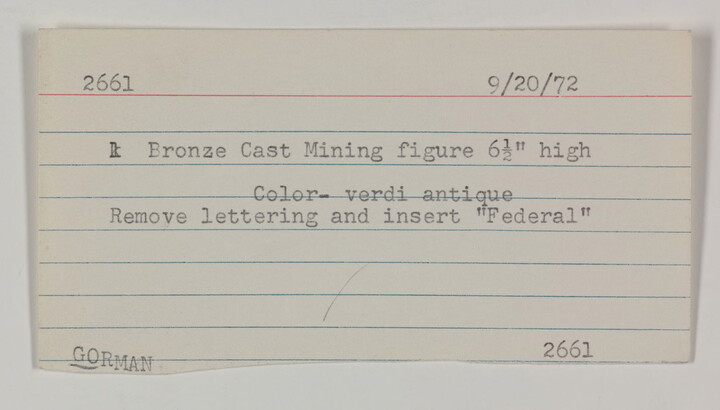 2661 9/20/72
1 Bronze Cast Mining figure 6½" high
Color- verdi antique
Remove lettering and insert "Federal"
GORMAN 2661